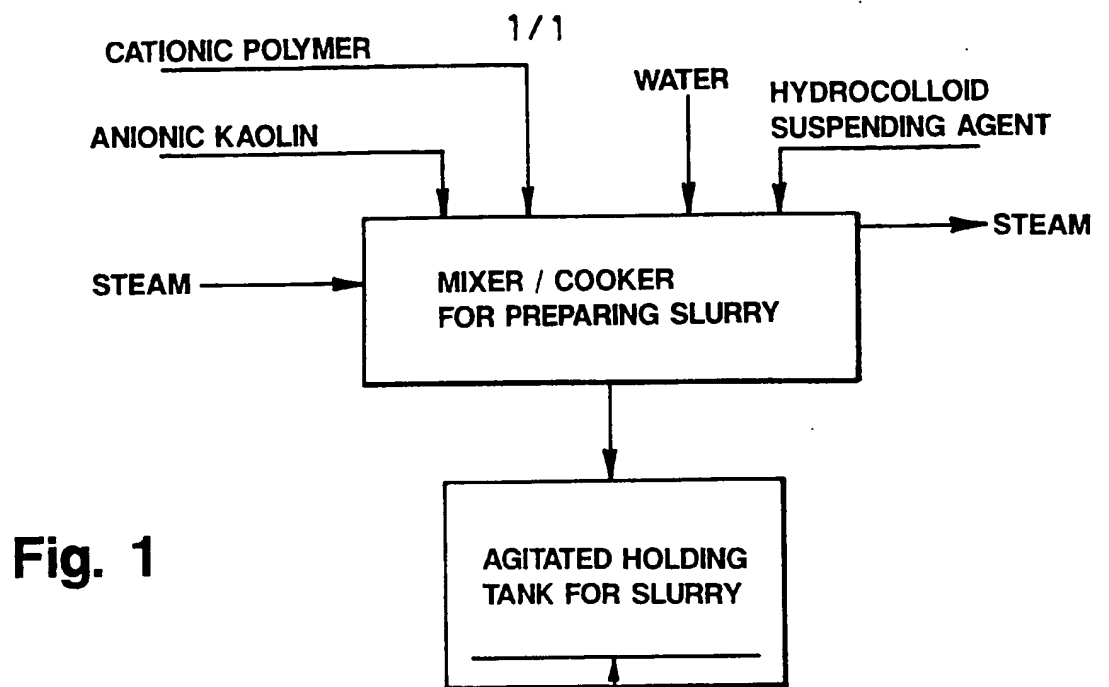 1/1
CATIONIC POLYMER
WATER
HYDROCOLLOID
SUSPENDING AGENT
ANIONIC KAOLIN
STEAM
STEAM
MIXER / COOKER
FOR PREPARING SLURRY
Fig. 1
AGITATED HOLDING
TANK FOR SLURRY